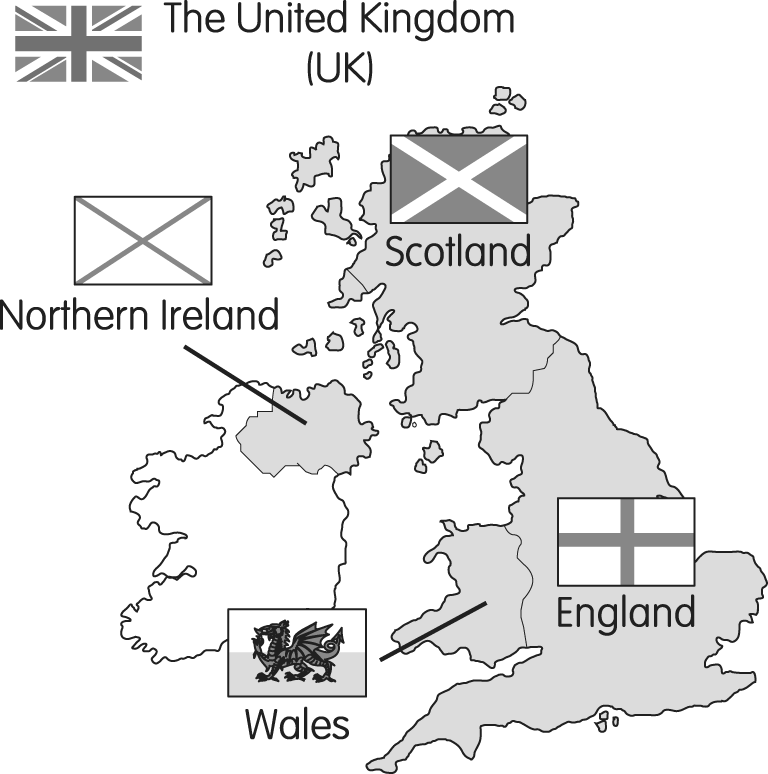 The United Kingdom
(UK)
Scotland
Northern Ireland
England
Wales